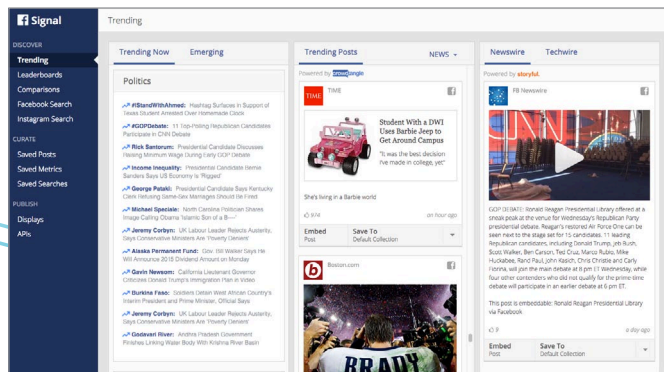 Signal
Trending
DISCOVER
Trending
Leaderboards
Comparisons
Facebook Search
Instagram Search
CURATE
Saved Posts
Saved Metrics
Saved Searches
PUBLISH
Displays
APIs
Trending Now
Emerging
Politics
#IStandWithAhmed: Hashtag Surfaces in Support of
Texas Student Arrested Over Homemade Clock
#GOPDebate: 11 Top-Polling Republican Candidates
Participate in CNN Debate
Rick Santorum: Presidential Candidate Discusses
Raising Minimum Wage During Early GOP Debate
Income Inequality: Presidential Candidate Bernie
Sanders Says US Economy Is 'Rigged'
George Pataki: Presidential Candidate Says Kentucky
Clerk Refusing Same-Sex Marriages Should Be Fired
Michael Speciale: North Carolina Politician Shares
Image Calling Obama 'Islamic Son of a B----'
Jeremy Corbyn: UK Labour Leader Rejects Austerity,
Says Conservative Ministers Are 'Poverty Deniers'
Alaska Permanent Fund: Gov. Bill Walker Says He
Will Announce 2015 Dividend Amount on Monday
Gavin Newsom: California Lieutenant Governor
Criticizes Donald Trump's Immigration Plan in Video
Burkina Faso: Soldiers Detain West African Country's
Interim President and Prime Minister, Official Says
Jeremy Corbyn: UK Labour Leader Rejects Austerity,
Says Conservative Ministers Are 'Poverty Deniers'
Godavari River: Andhra Pradesh Government
Finishes Linking Water Body With Krishna River Basin
Trending Posts
NEWS
Powered by crowdtangle
TIME
TIME
Student With a DWI
Uses Barbie Jeep to
Get Around Campus
"It was the best decision
I've made in college, yet"
She's living in a Barbie world
974
an hour ago
Embed
Post
Save To
Default Collection
Boston.com
BRADY
Newswire
Techwire
Powered by storyful.
FB Newswire
GOP DEBATE: Ronald Reagan Presidential Library offered at a
sneak peak at the venue for Wednesday's Republican Party
presidential debate. Reagan's restored Air Force One can be
seen next to the stage set for 15 candidates. 11 leading
Republican candidates, including Donald Trump, Jeb Bush,
Scott Walker, Ben Carson, Ted Cruz, Marco Rubio, Mike
Huckabee, Rand Paul, John Kasich, Chris Christie and Carly
Fiorina, will join the main debate at 8 pm ET Wednesday, while
four other contenders who did not qualify for the prime-time
debate will participate in an earlier debate at 6 pm ET.
This post is embeddable: Ronald Reagan Presidential Library
via Facebook
9
a day ago
Embed
Post
Save To
Default Collection